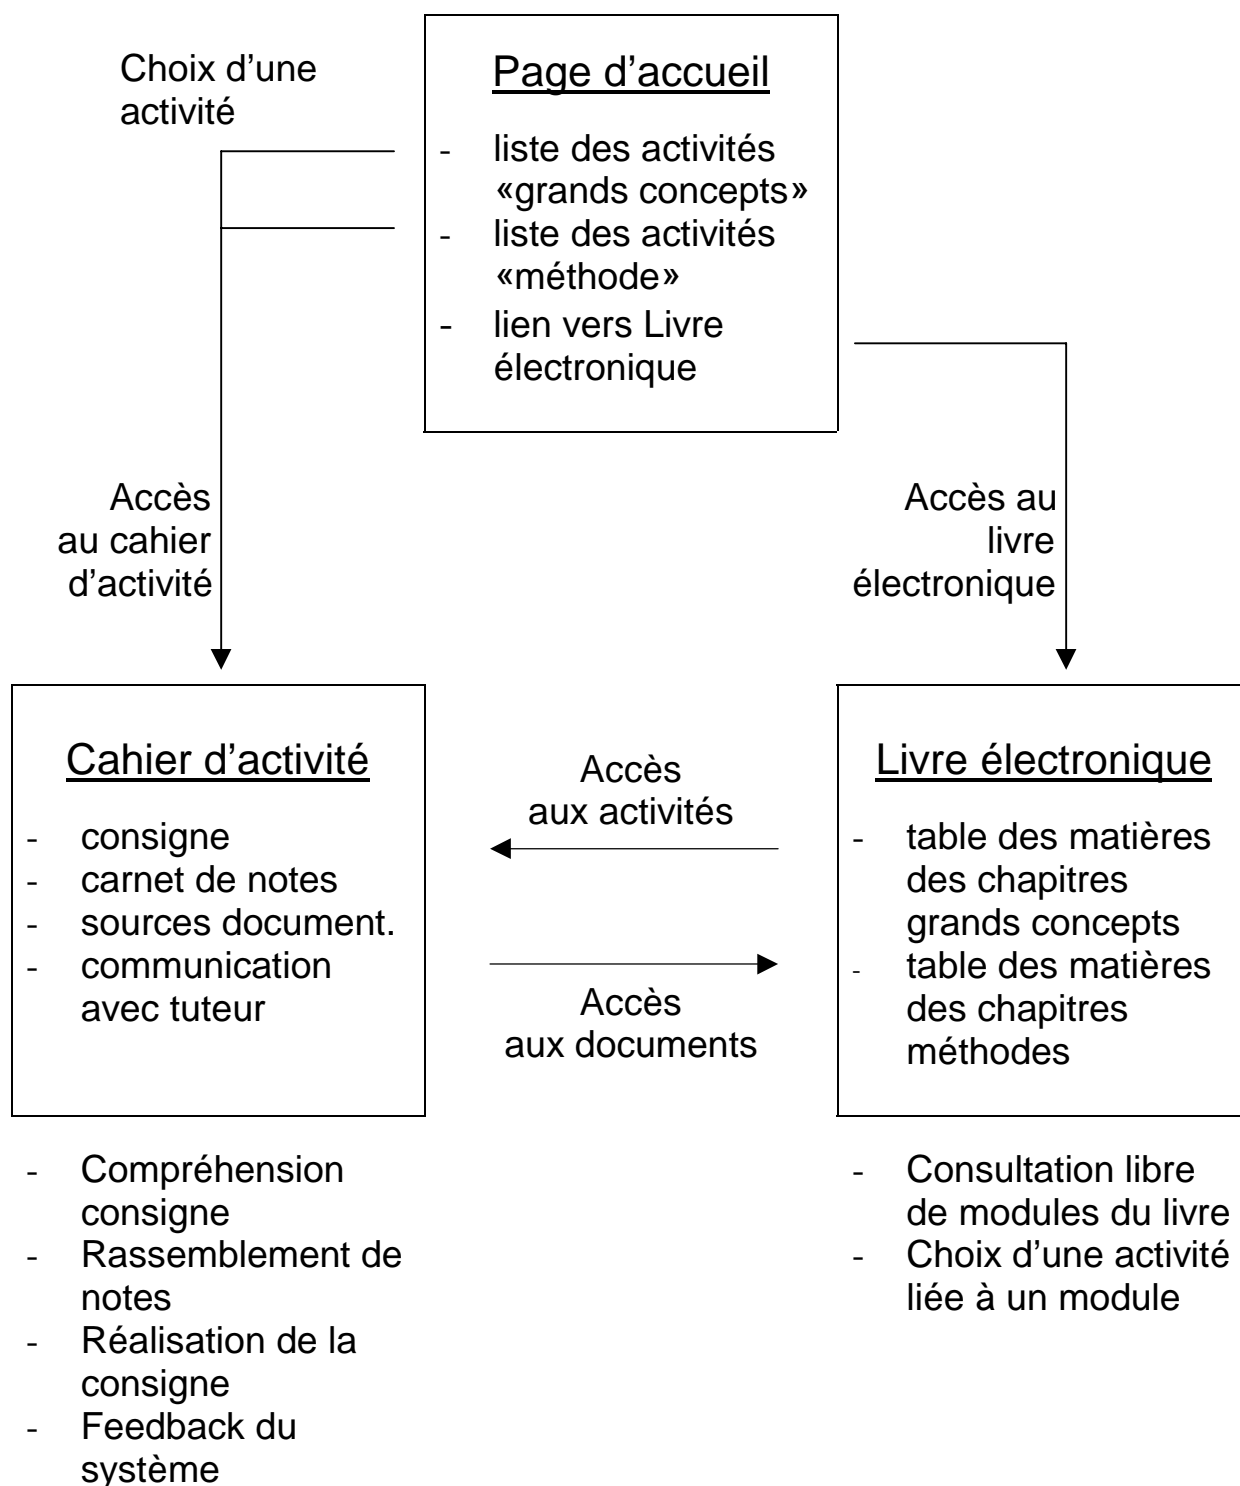 Choix d’une
activité
Page d’accueil
- liste des activités
«grands concepts»
- liste des activités
«méthode»
- lien vers Livre
électronique
Accès
au cahier
d’activité
Accès au
livre
électronique
Cahier d’activité
- consigne
- carnet de notes
- sources document.
- communication
avec tuteur
Accès
aux activités
Accès
aux documents
Livre électronique
- table des matières
des chapitres
grands concepts
- table des matières
des chapitres
méthodes
- Compréhension
consigne
- Rassemblement de
notes
- Réalisation de la
consigne
- Feedback du
système
- Consultation libre
de modules du livre
- Choix d’une activité
liée à un module